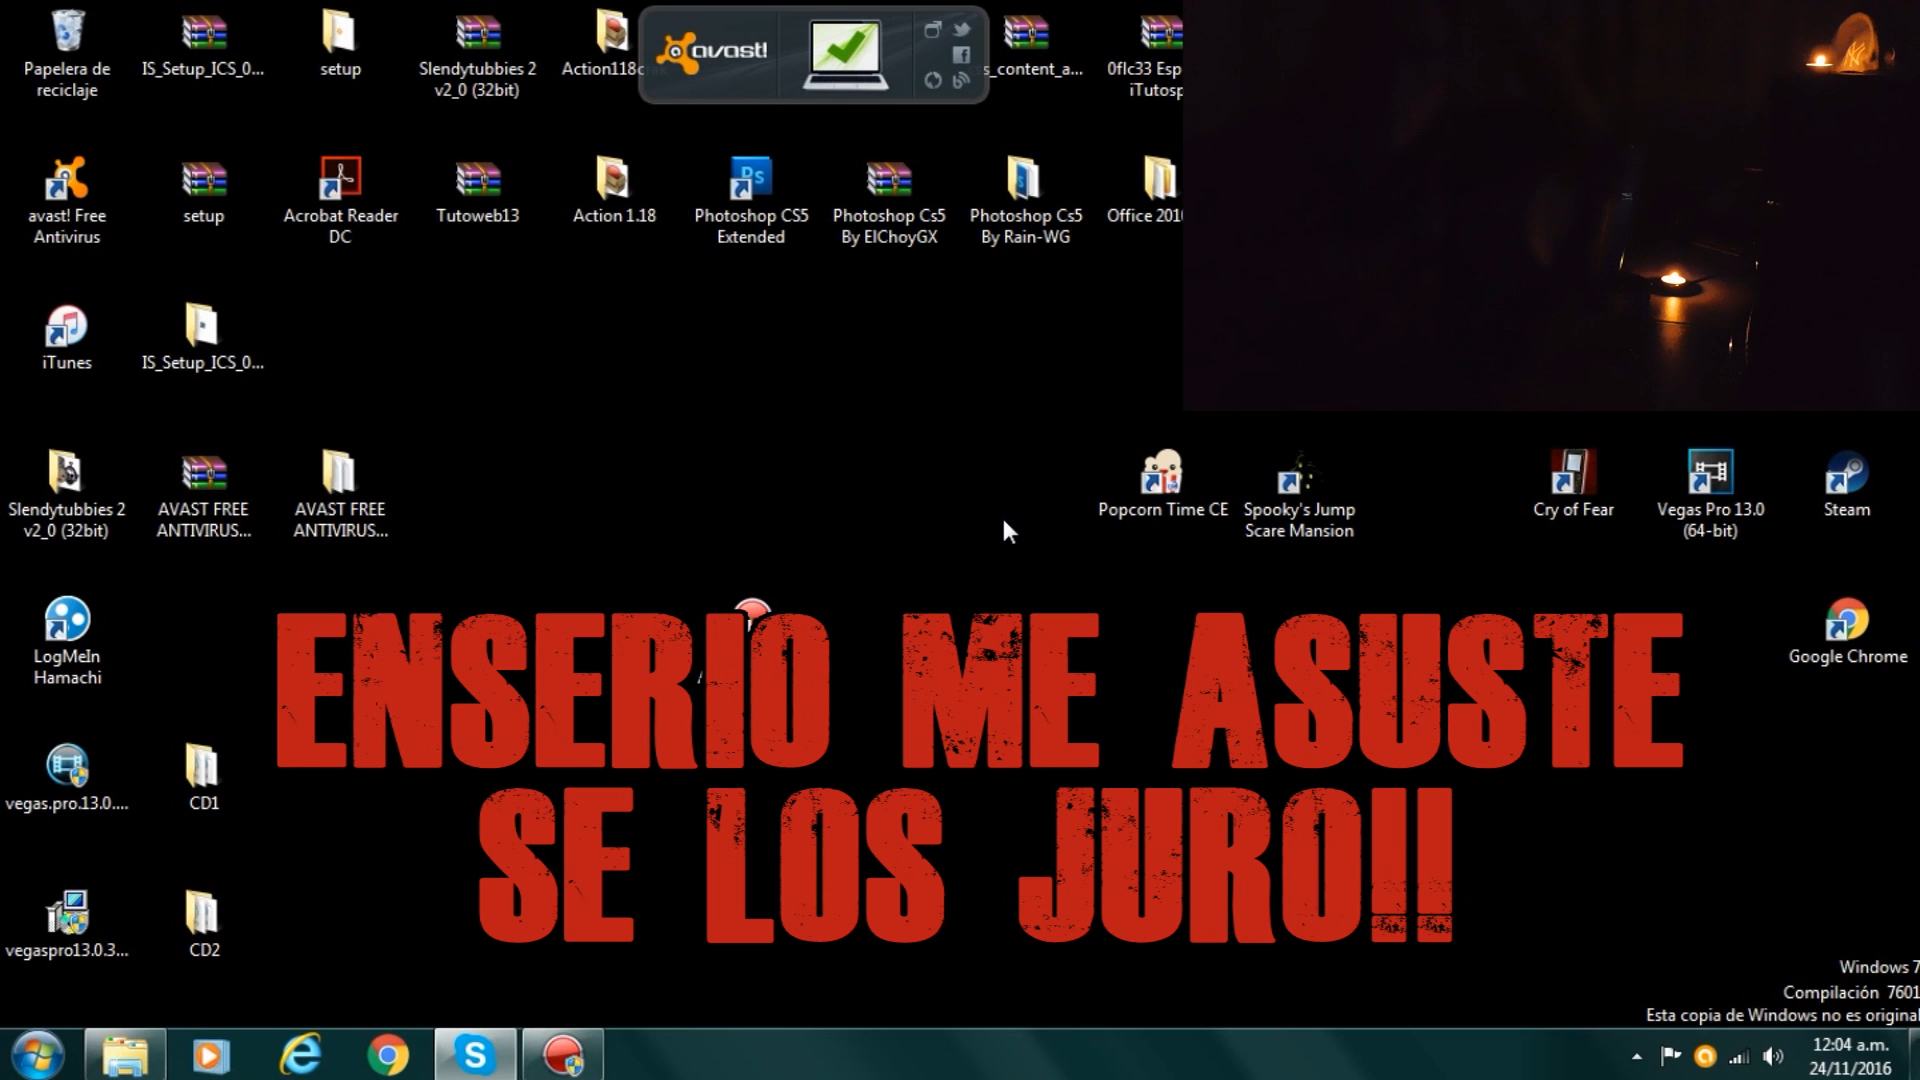 Papelera de
reciclaje
IS_Setup_ICS_0...
setup
Slendytubbies 2
v2_0 (32bit)
Action118c
avast!
s_content_a...
0flc33 Esp
iTutosp
avast! Free
Antivirus
setup
Acrobat Reader
DC
Tutoweb13
Action 1.18
Photoshop CS5
Extended
Photoshop Cs5
By ElChoyGX
Photoshop Cs5
By Rain-WG
Office 2010
iTunes
IS_Setup_ICS_0...
Slendytubbies 2
v2_0 (32bit)
AVAST FREE
ANTIVIRUS...
AVAST FREE
ANTIVIRUS...
Popcorn Time CE
Spooky's Jump
Scare Mansion
Cry of Fear
Vegas Pro 13.0
(64-bit)
Steam
LogMeIn
Hamachi
Google Chrome
ENSERIO ME ASUSTE
SE LOS JURO!!
vegas.pro.13.0....
CD1
vegaspro13.0.3...
CD2
Windows 7
Compilación 7601
Esta copia de Windows no es original
12:04 a.m.
24/11/2016